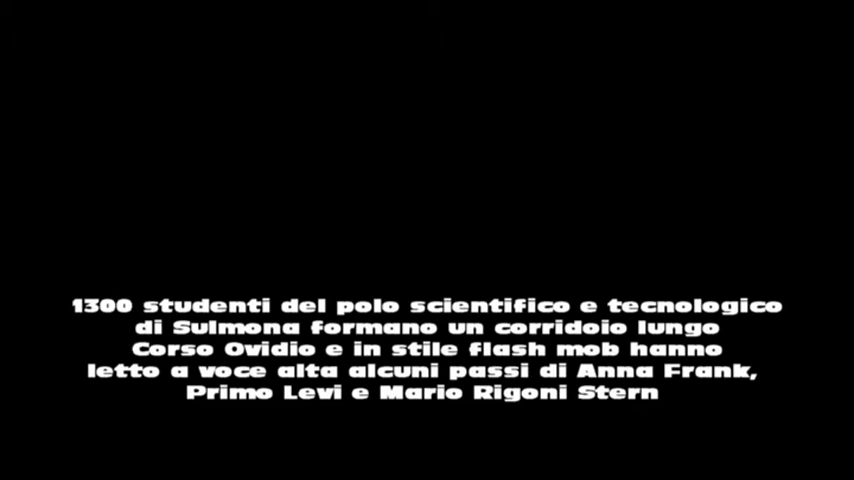 1300 studenti del polo scientifico e tecnologico
di Sulmona formano un corridoio lungo
Corso Ovidio e in stile flash mob hanno
letto a voce alta alcuni passi di Anna Frank,
Primo Levi e Mario Rigoni Stern